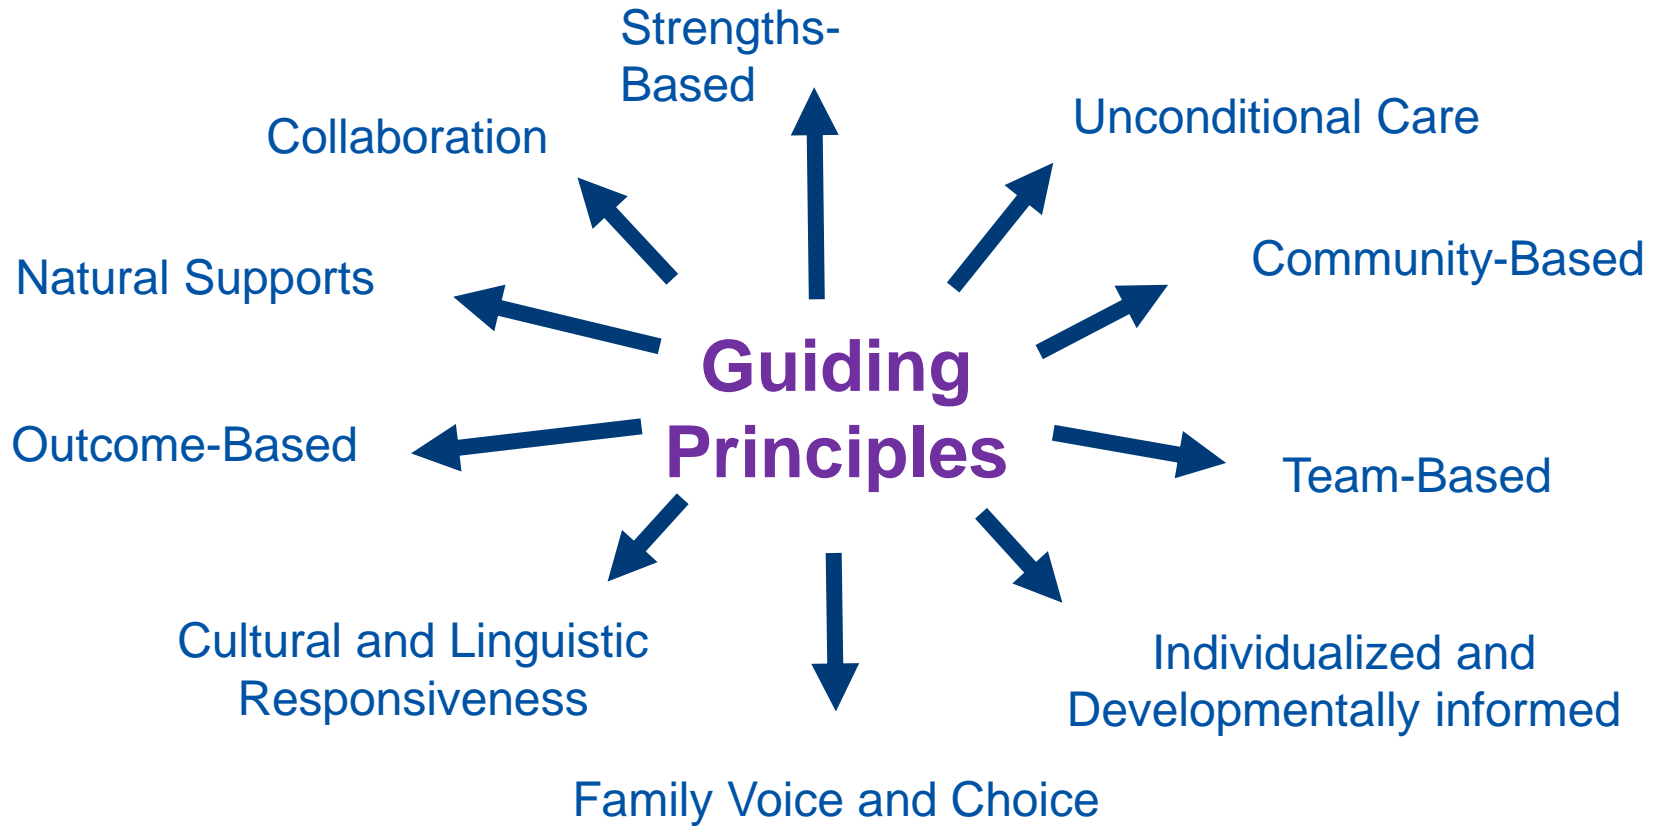 Strengths-
Based
Unconditional Care
Collaboration
Community-Based
Natural Supports
Guiding
Principles
Outcome-Based
Team-Based
Cultural and Linguistic
Responsiveness
Individualized and
Developmentally informed
Family Voice and Choice